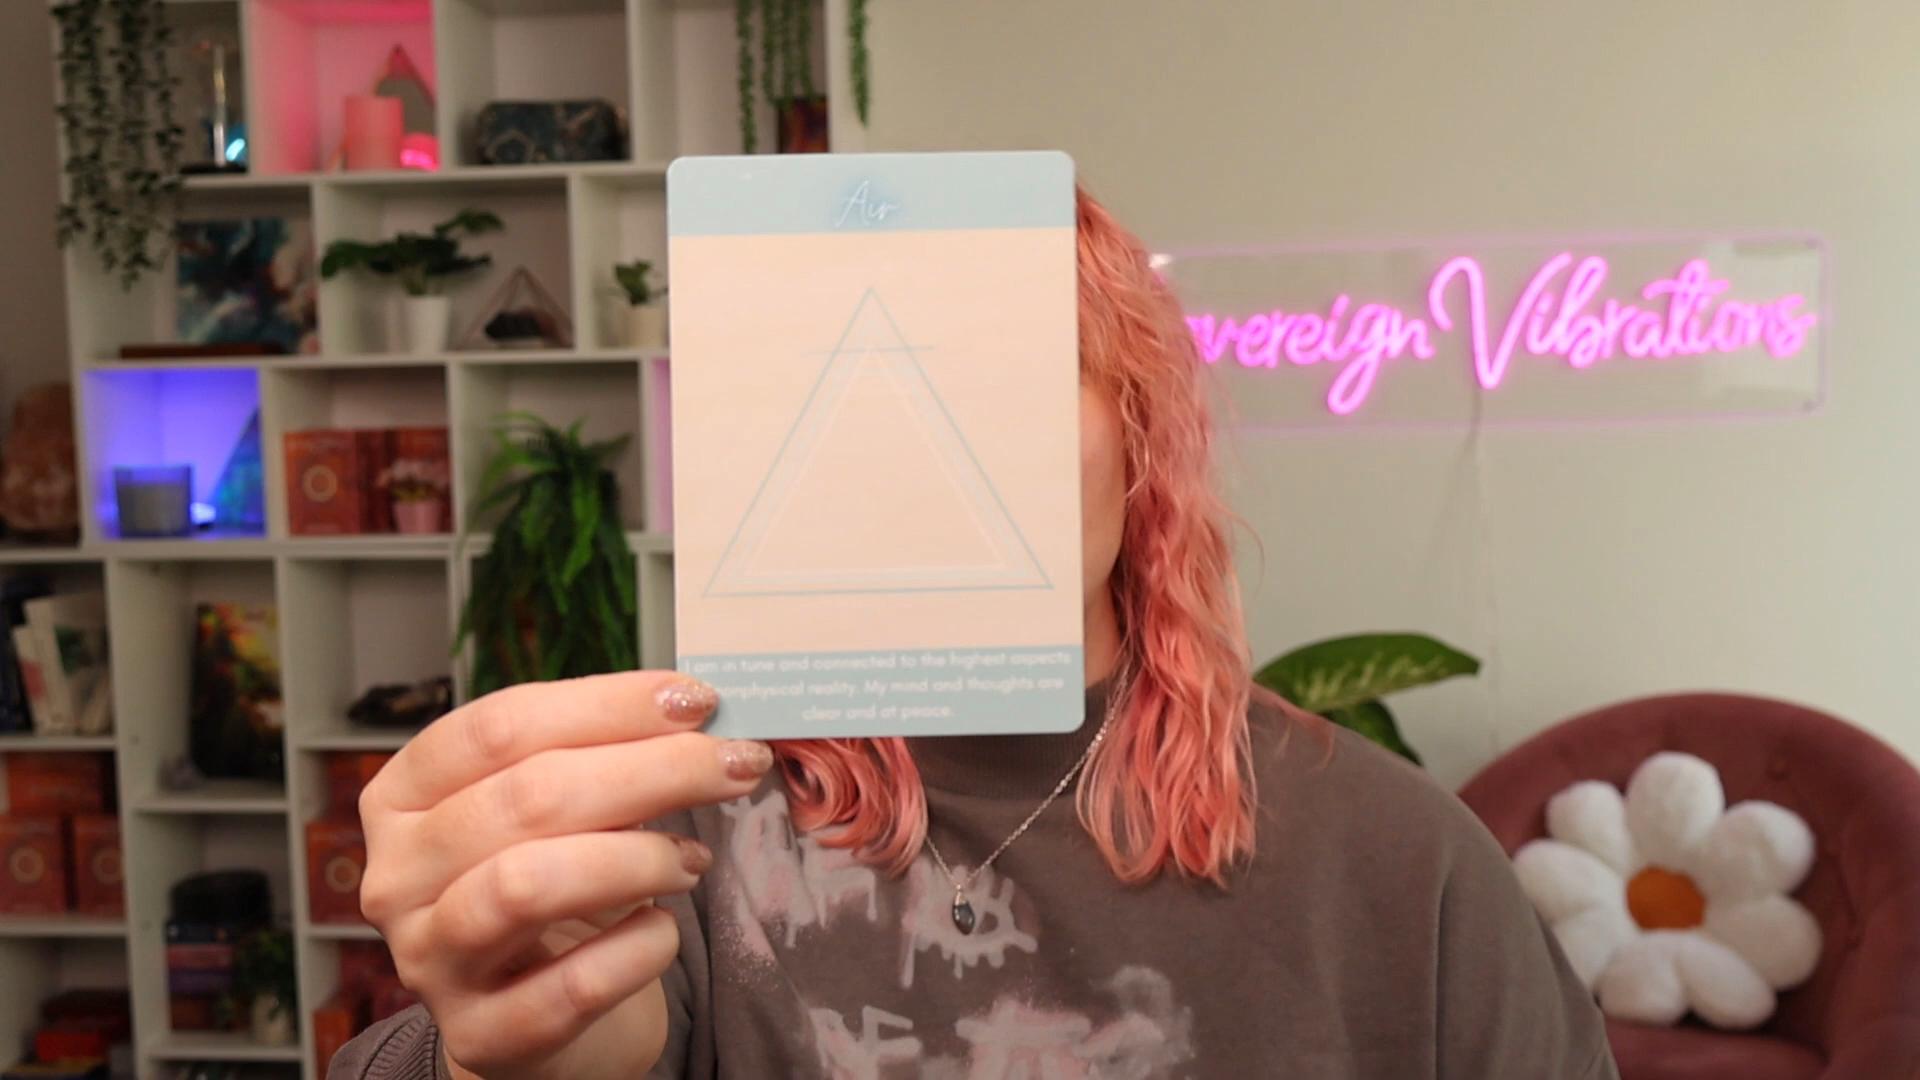 Air
overeign Vibrations
I am in tune and connected to the highest aspects
nonphysical reality. My mind and thoughts are
clear and at peace.